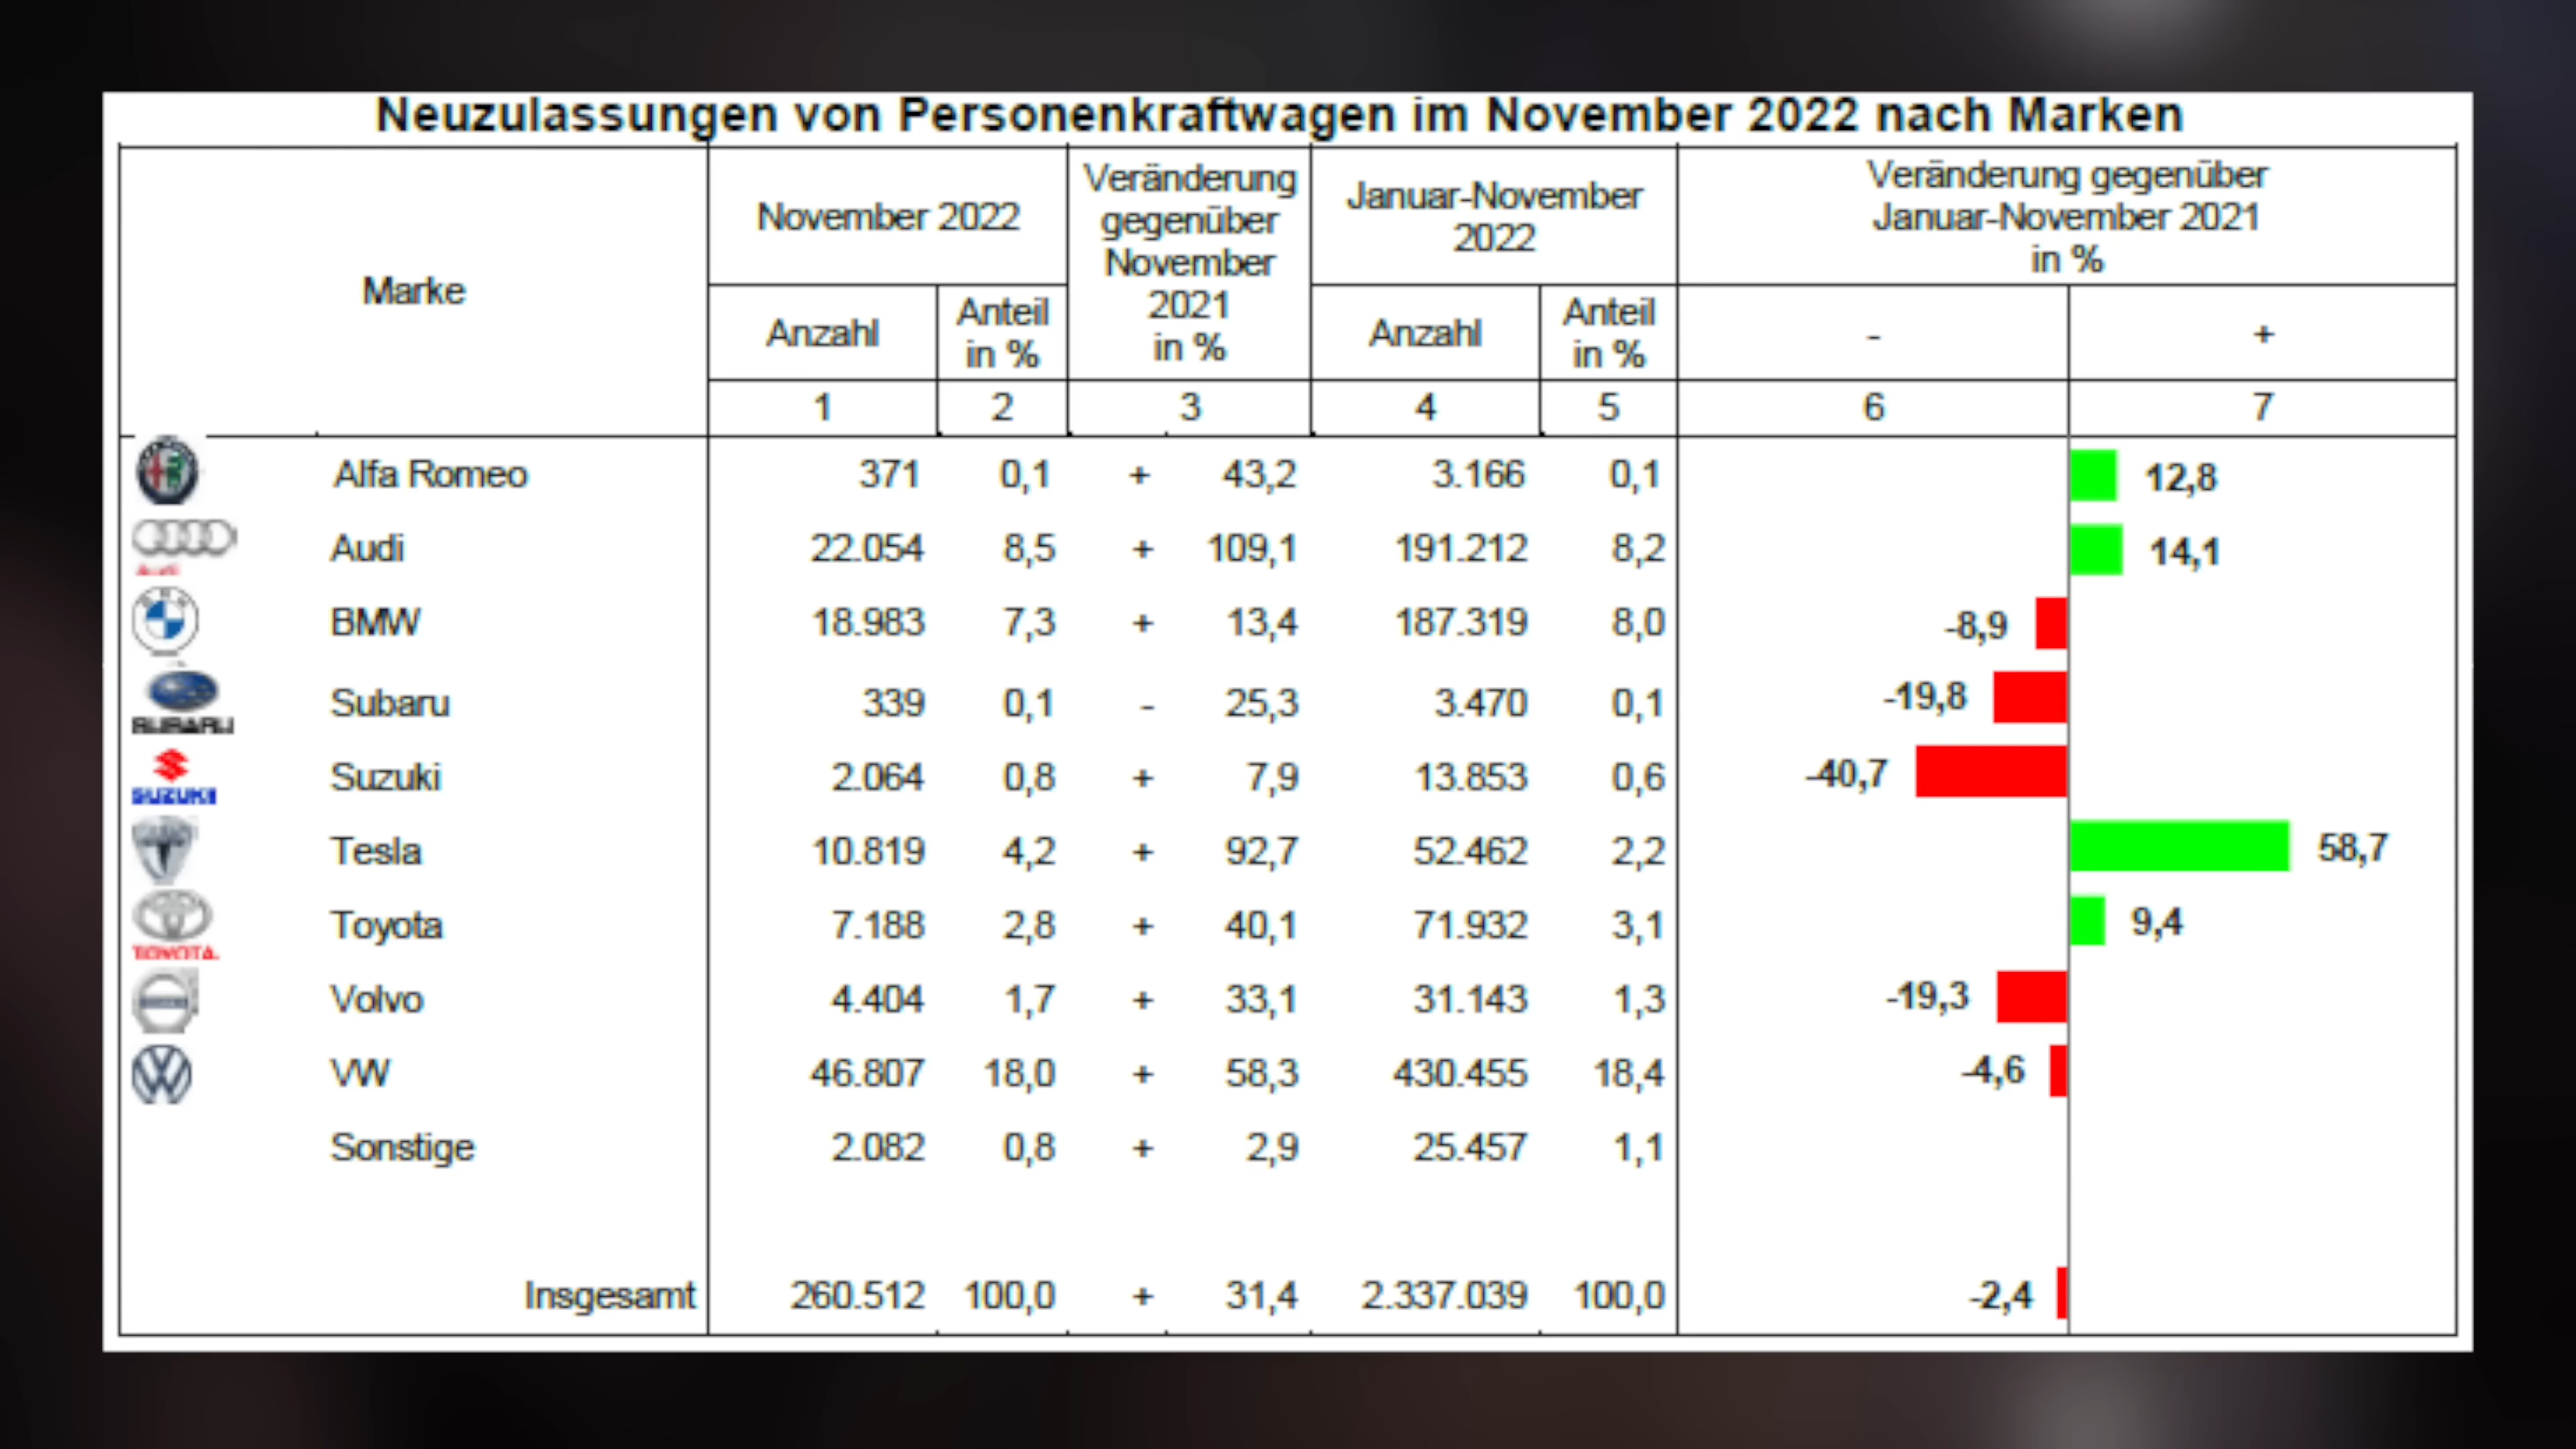 Neuzulassungen von Personenkraftwagen im November 2022 nach Marken
Marke
November 2022
Veränderung gegenüber November 2021 in %
Januar-November 2022
Veränderung gegenüber Januar-November 2021 in %
Anzahl Anteil in % Anzahl Anteil in % - +
1 2 3 4 5 6 7
Alfa Romeo 371 0,1 + 43,2 3.166 0,1 12,8
Audi 22.054 8,5 + 109,1 191.212 8,2 14,1
BMW 18.983 7,3 + 13,4 187.319 8,0 -8,9
SUBARU Subaru 339 0,1 - 25,3 3.470 0,1 -19,8
SUZUKI Suzuki 2.064 0,8 + 7,9 13.853 0,6 -40,7
Tesla 10.819 4,2 + 92,7 52.462 2,2 58,7
TOYOTA Toyota 7.188 2,8 + 40,1 71.932 3,1 9,4
Volvo 4.404 1,7 + 33,1 31.143 1,3 -19,3
VW 46.807 18,0 + 58,3 430.455 18,4 -4,6
Sonstige 2.082 0,8 + 2,9 25.457 1,1
Insgesamt 260.512 100,0 + 31,4 2.337.039 100,0 -2,4